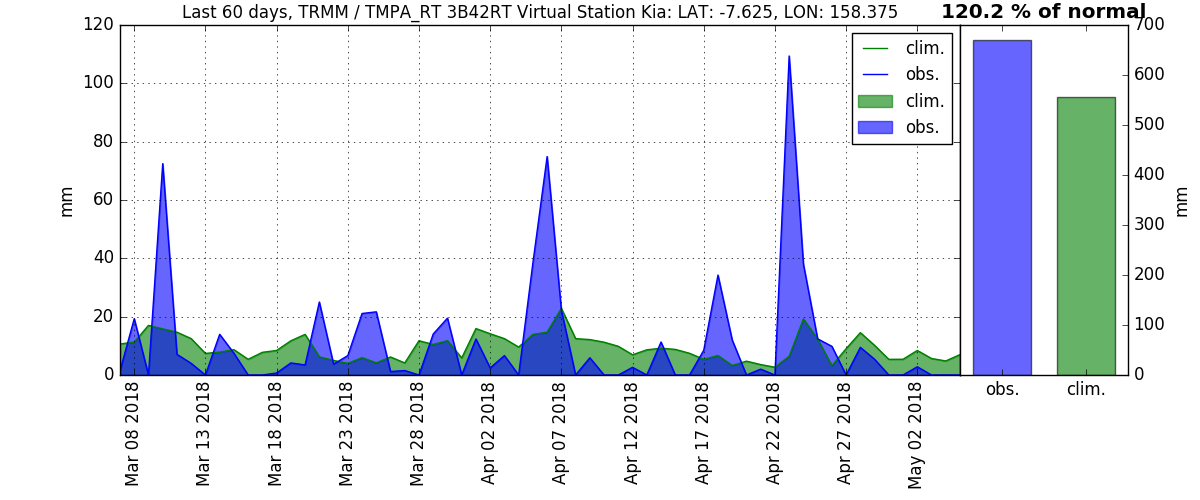 Last 60 days, TRMM / TMPA_RT 3B42RT Virtual Station Kia: LAT: -7.625, LON: 158.375
120.2 % of normal
120
100
80
60
40
20
0
mm
clim.
obs.
clim.
obs.
700
600
500
400
300
200
100
0
mm
Mar 08 2018
Mar 13 2018
Mar 18 2018
Mar 23 2018
Mar 28 2018
Apr 02 2018
Apr 07 2018
Apr 12 2018
Apr 17 2018
Apr 22 2018
Apr 27 2018
May 02 2018
obs.
clim.